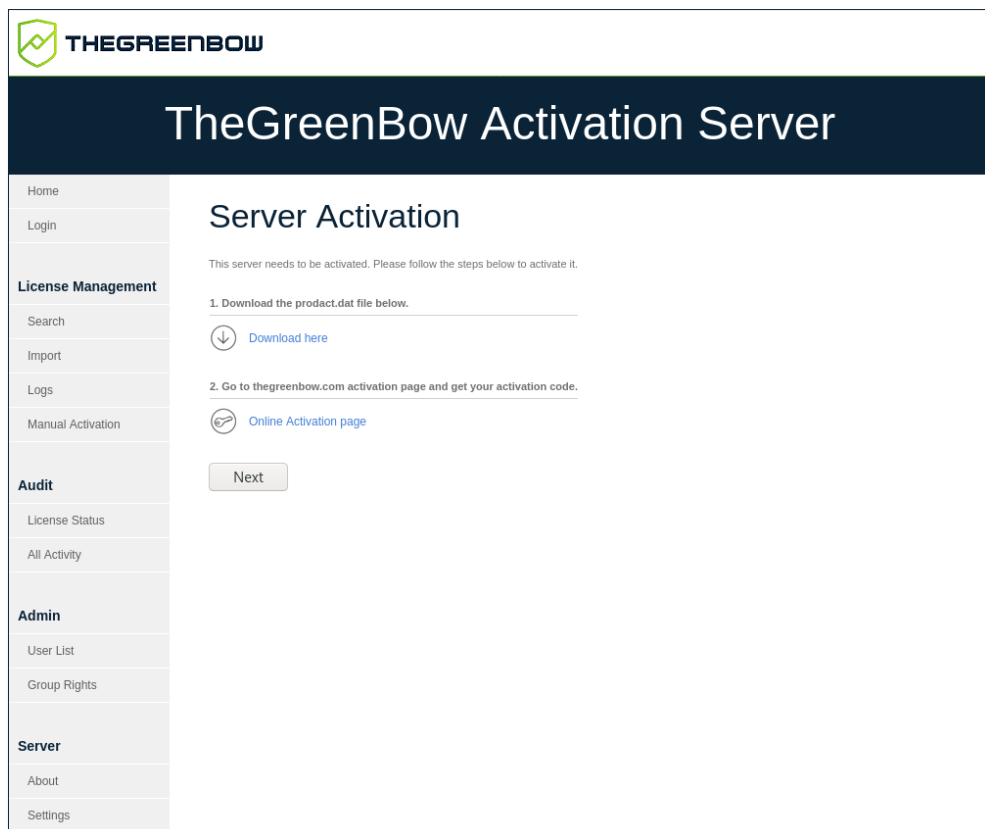 THEGREENBOW
TheGreenBow Activation Server
Home
Login
License Management
Search
Import
Logs
Manual Activation
Audit
License Status
All Activity
Admin
User List
Group Rights
Server
About
Settings
Server Activation
This server needs to be activated. Please follow the steps below to activate it.
1. Download the prodact.dat file below.
Download here
2. Go to thegreenbow.com activation page and get your activation code.
Online Activation page
Next